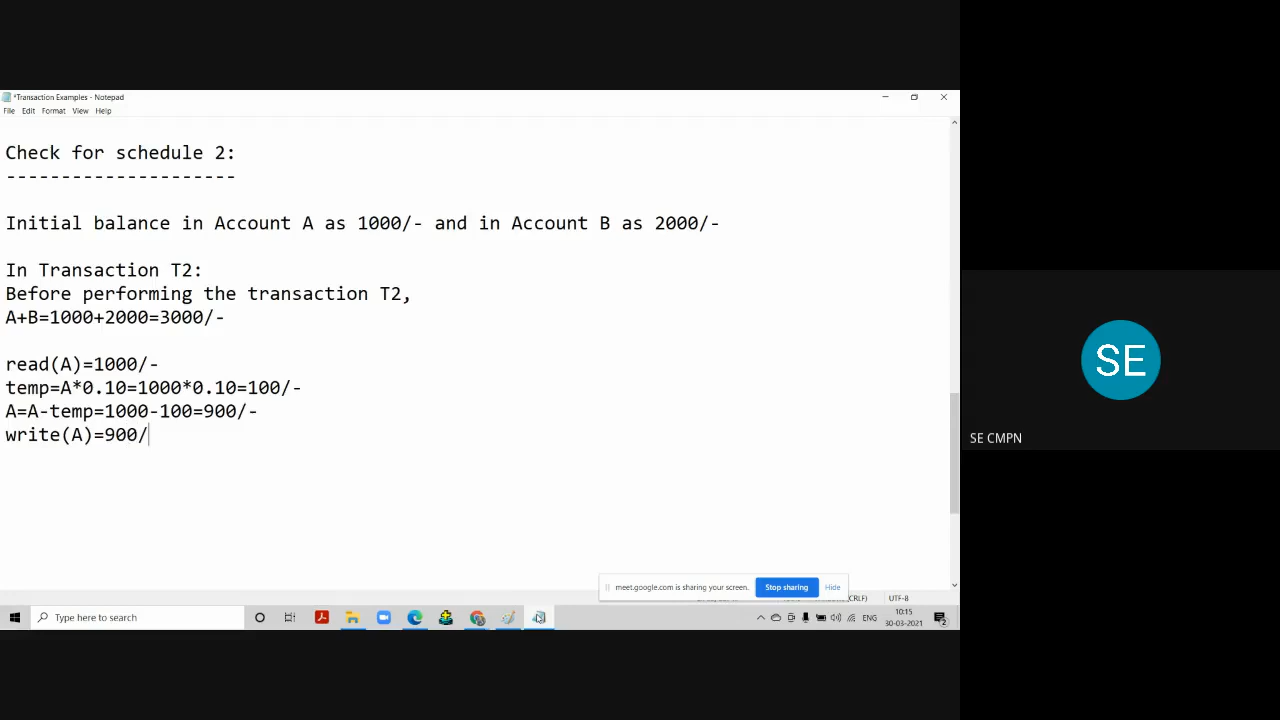 *Transaction Examples - Notepad
File Edit Format View Help
Check for schedule 2:
---------------------
Initial balance in Account A as 1000/- and in Account B as 2000/-
In Transaction T2:
Before performing the transaction T2,
A+B=1000+2000=3000/-
read(A)=1000/-
temp=A*0.10=1000*0.10=100/-
A=A-temp=1000-100=900/-
write(A)=900/
SE
SE CMPN
meet.google.com is sharing your screen. Stop sharing Hide
(CRLF) UTF-8
Type here to search
ENG
10:15
30-03-2021
2